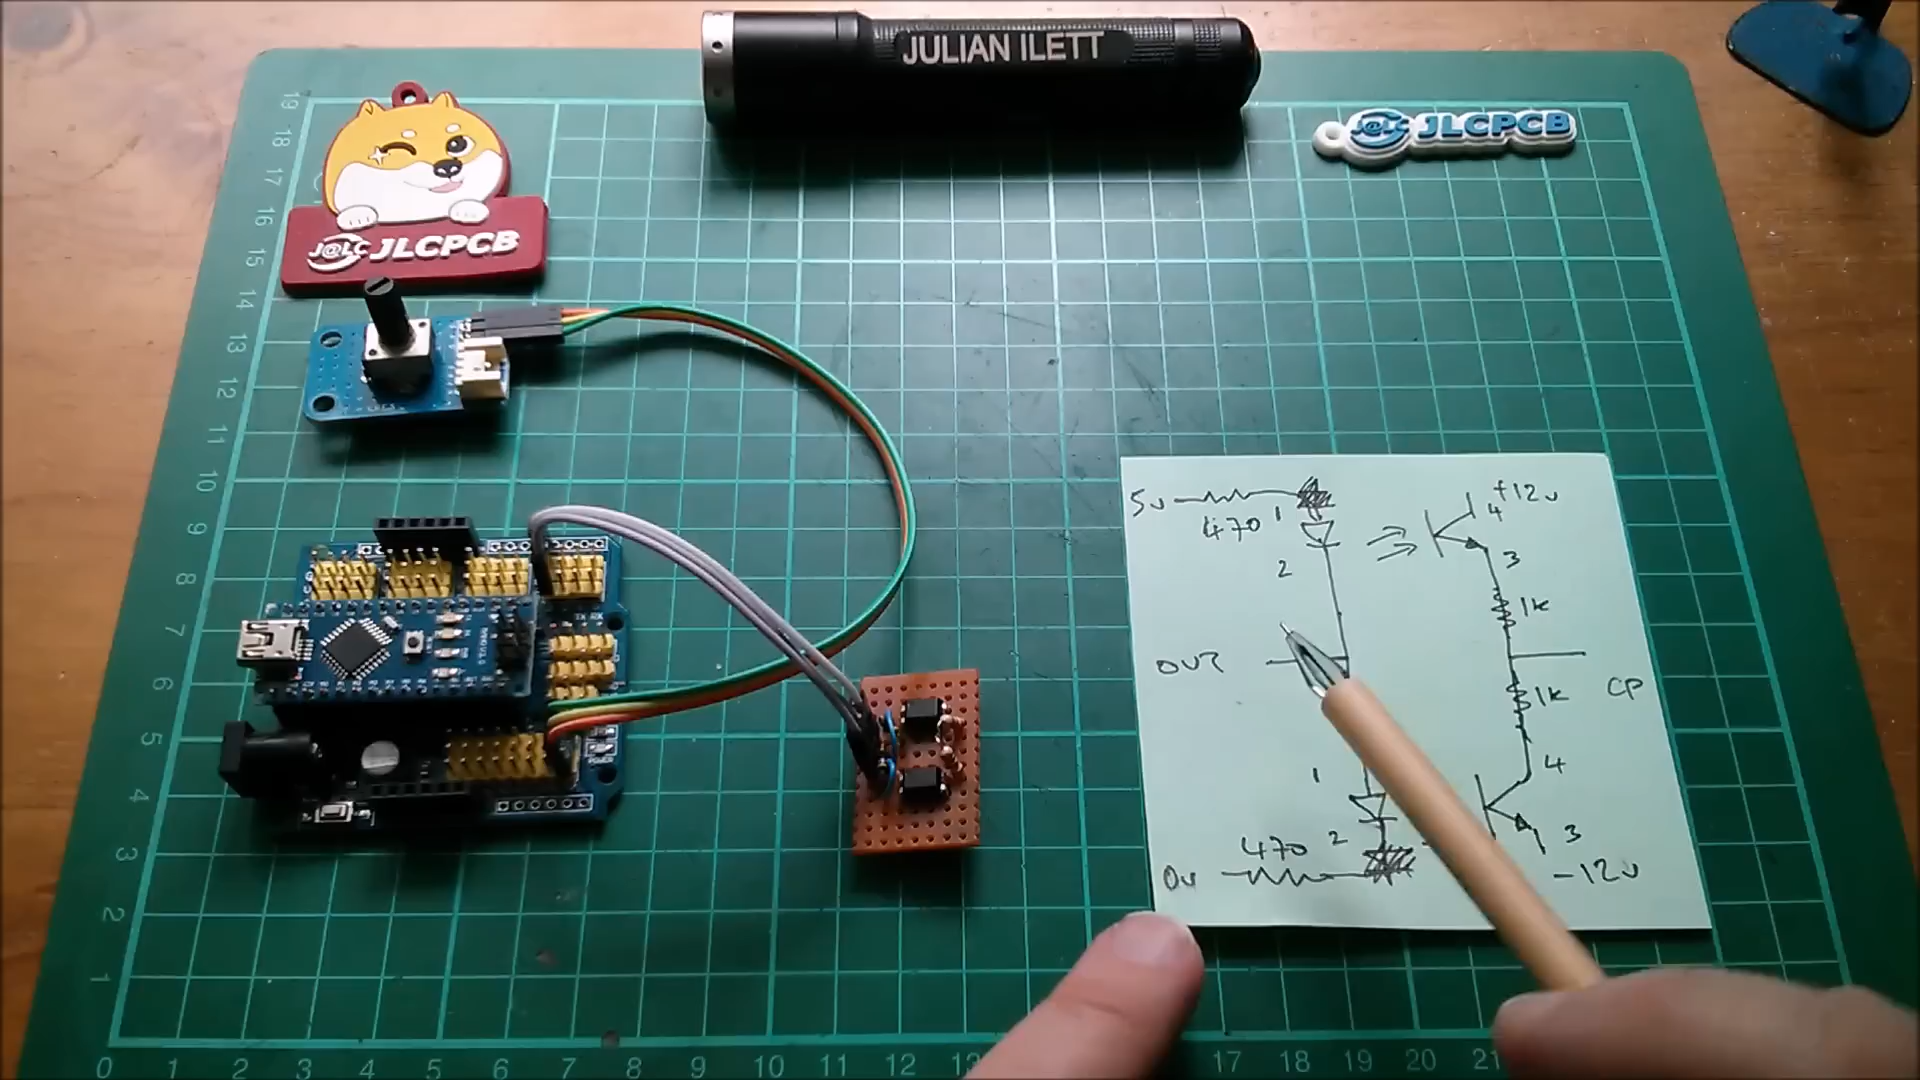 JULIAN ILETT
J@LC JLCPCB
J@LC JLCPCB
19
18
17
16
15
14
13
12
11
10
9
8
7
6
5
4
3
2
1
0 1 2 3 4 5 6 7 8 9 10 11 12 13 17 18 19 20 21
POWER
5v 470 1 4 +12v
2 3
1k
OUT
1k CP
1 4
470 2 3
0v -12v